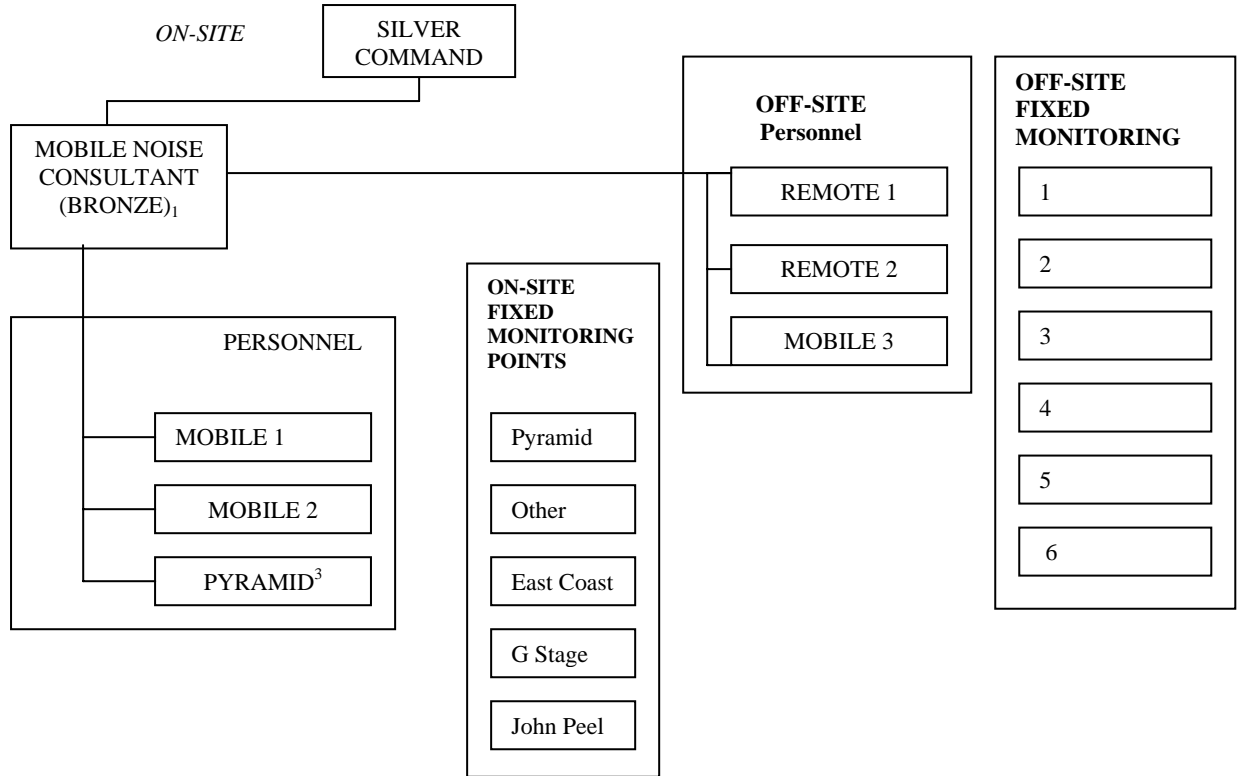 ON-SITE
SILVER
COMMAND
MOBILE NOISE
CONSULTANT
(BRONZE)1
PERSONNEL
MOBILE 1
MOBILE 2
PYRAMID3
ON-SITE
FIXED
MONITORING
POINTS
Pyramid
Other
East Coast
G Stage
John Peel
OFF-SITE
Personnel
REMOTE 1
REMOTE 2
MOBILE 3
OFF-SITE
FIXED
MONITORING
1
2
3
4
5
6